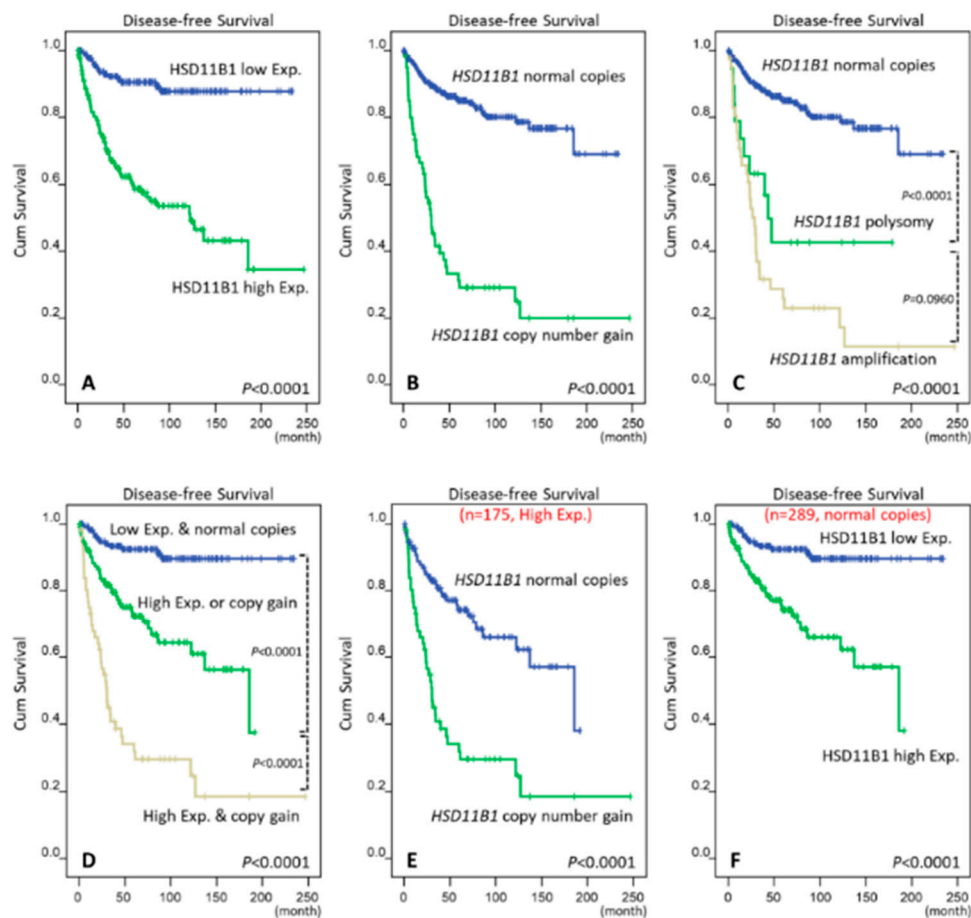 Disease-free Survival
1.0
0.8
0.6
0.4
0.2
0.0
Cum Survival
HSD11B1 low Exp.
HSD11B1 high Exp.
A
P<0.0001
0 50 100 150 200 250
(month)
Disease-free Survival
1.0
0.8
0.6
0.4
0.2
0.0
Cum Survival
HSD11B1 normal copies
HSD11B1 copy number gain
B
P<0.0001
0 50 100 150 200 250
(month)
Disease-free Survival
1.0
0.8
0.6
0.4
0.2
0.0
Cum Survival
HSD11B1 normal copies
P<0.0001
HSD11B1 polysomy
P=0.0960
HSD11B1 amplification
C
P<0.0001
0 50 100 150 200 250
(month)
Disease-free Survival
1.0
0.8
0.6
0.4
0.2
0.0
Cum Survival
Low Exp. & normal copies
High Exp. or copy gain
P<0.0001
P<0.0001
High Exp. & copy gain
D
P<0.0001
0 50 100 150 200 250
(month)
Disease-free Survival
(n=175, High Exp.)
1.0
0.8
0.6
0.4
0.2
0.0
Cum Survival
HSD11B1 normal copies
HSD11B1 copy number gain
E
P<0.0001
0 50 100 150 200 250
(month)
Disease-free Survival
(n=289, normal copies)
1.0
0.8
0.6
0.4
0.2
0.0
Cum Survival
HSD11B1 low Exp.
HSD11B1 high Exp.
F
P<0.0001
0 50 100 150 200 250
(month)